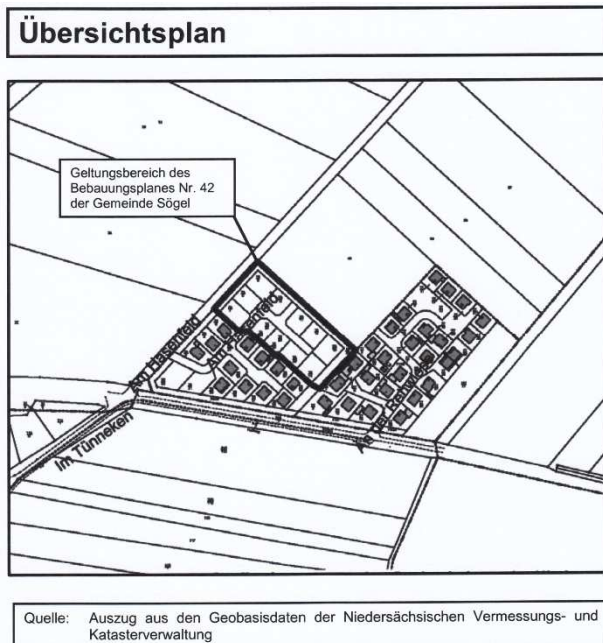 Übersichtsplan
Geltungsbereich des
Bebauungsplanes Nr. 42
der Gemeinde Sögel
Am Hasenfeld
Im Tünneken
Quelle: Auszug aus den Geobasisdaten der Niedersächsischen Vermessungs- und
Katasterverwaltung